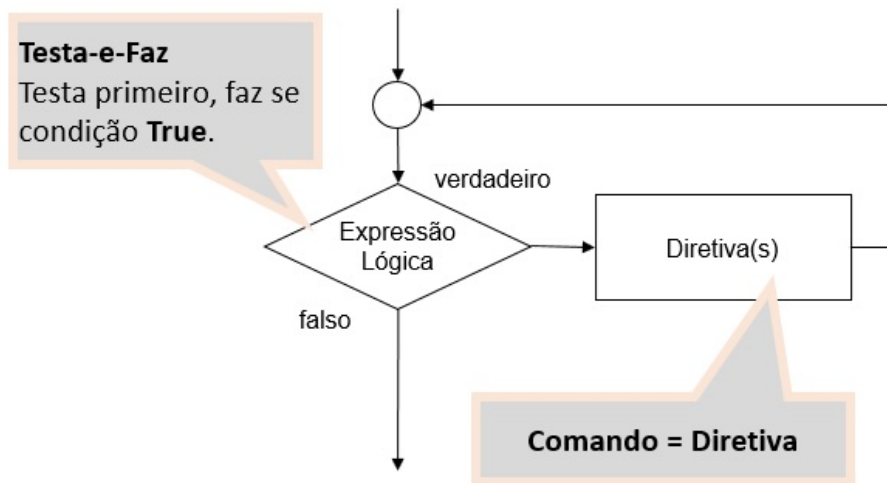 Testa-e-Faz
Testa primeiro, faz se
condição True.
verdadeiro
Expressão
Lógica
Diretiva(s)
falso
Comando = Diretiva